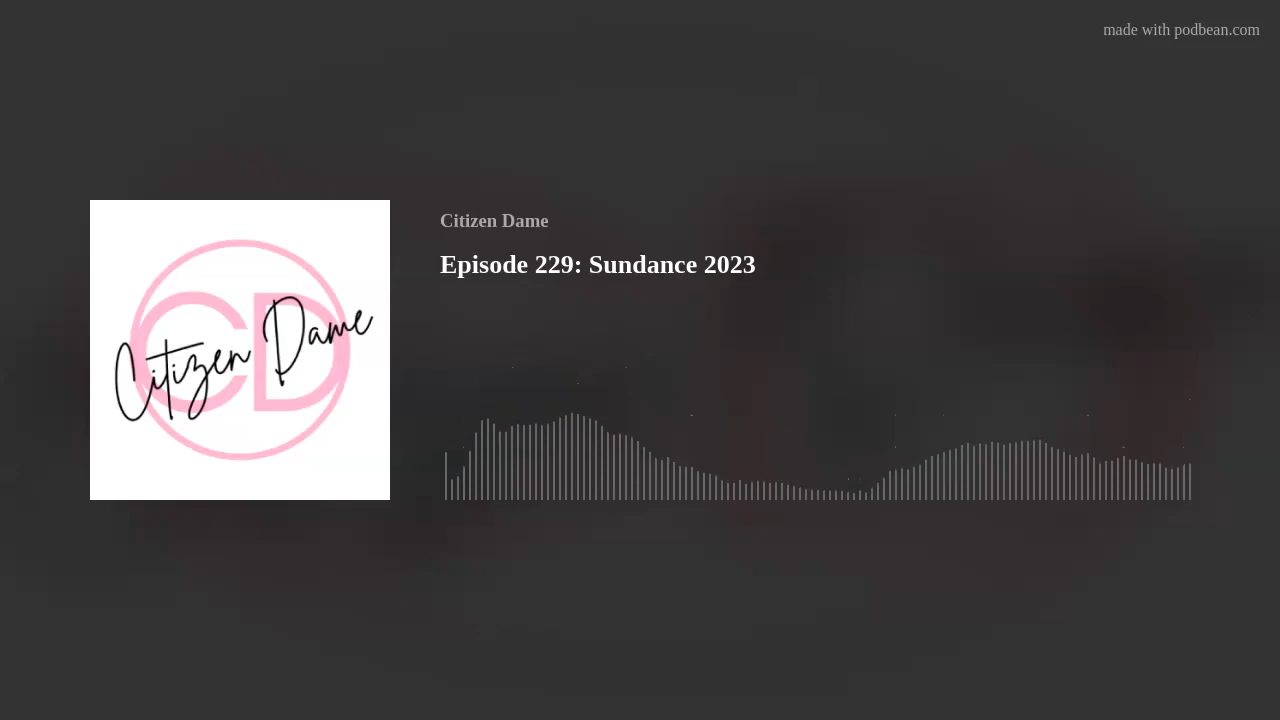 made with podbean.com
Citizen Dame
Episode 229: Sundance 2023
CD
Citizen Dame